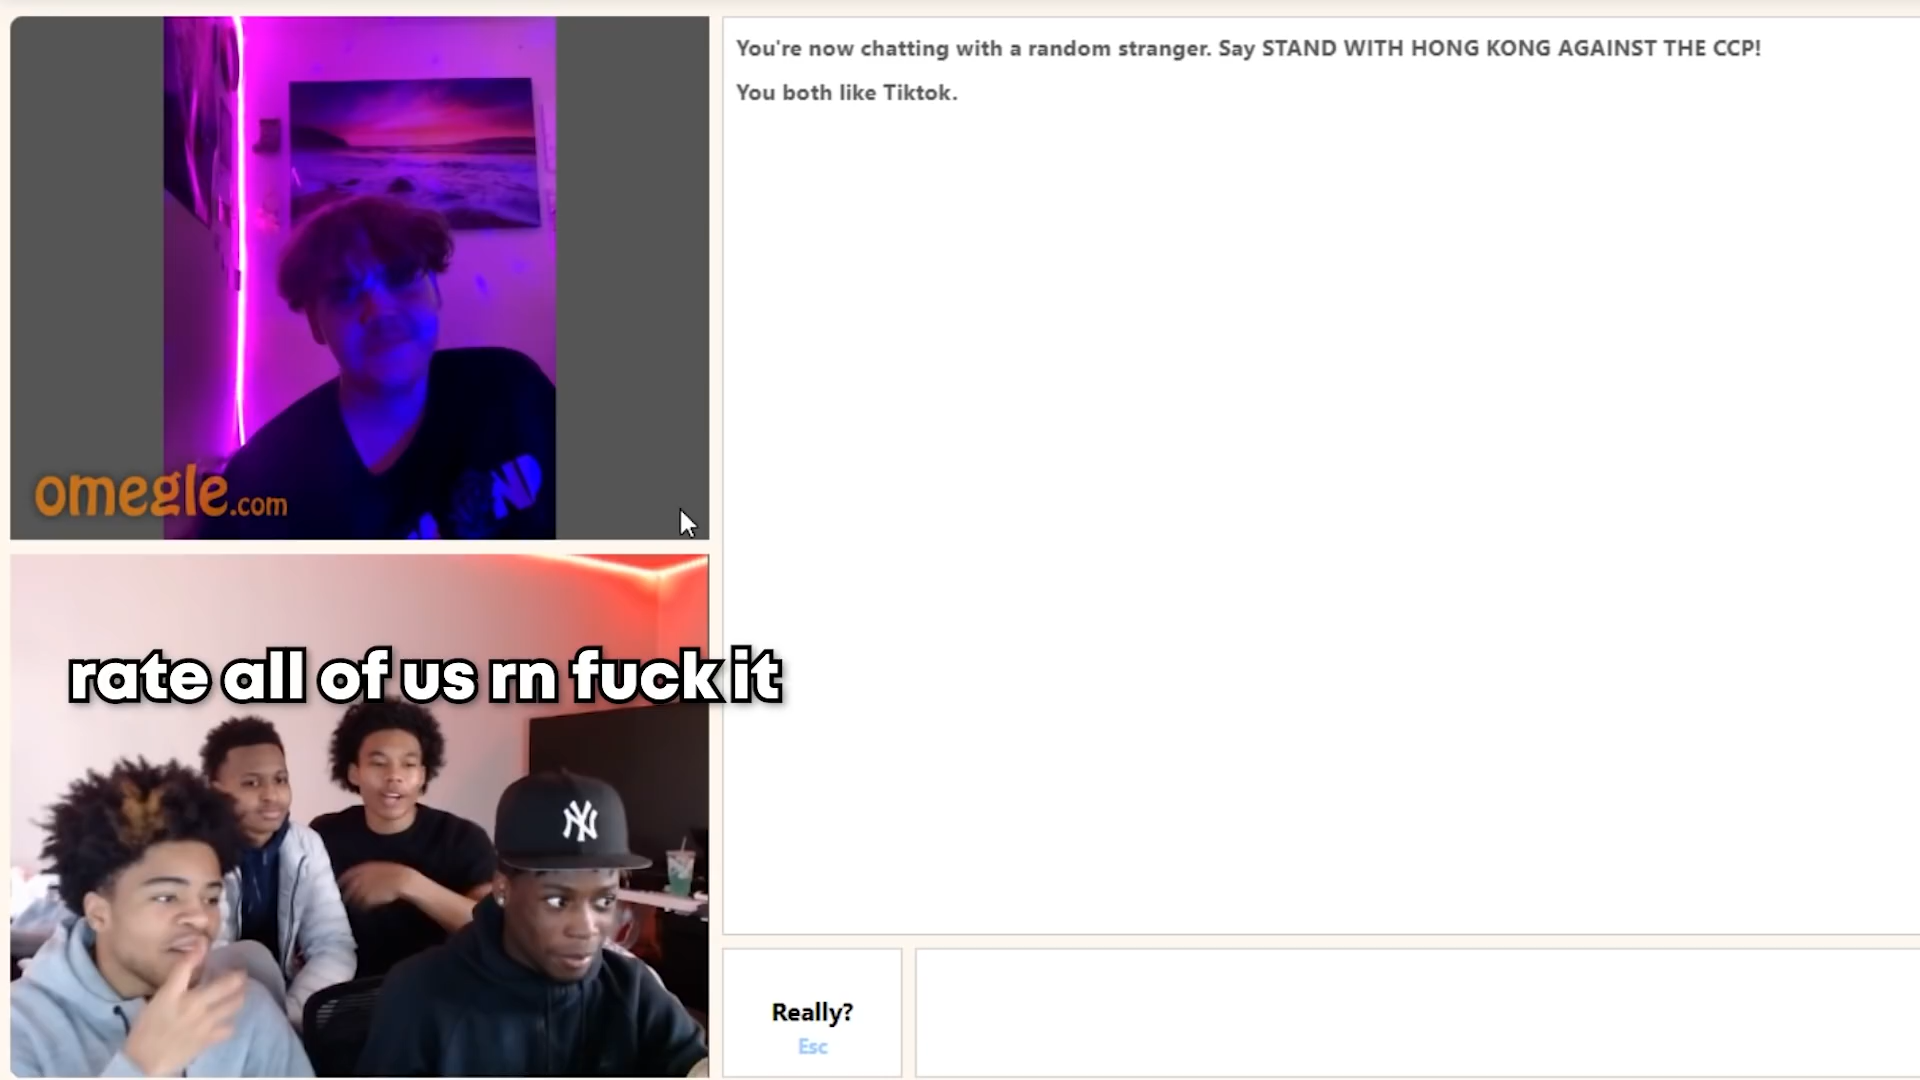 You're now chatting with a random stranger. Say STAND WITH HONG KONG AGAINST THE CCP!
You both like Tiktok.
omegle.com
rate all of us rn fuck it
NY
Really?
Esc